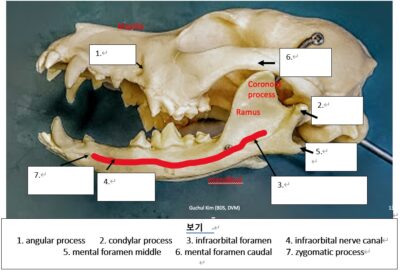 1.
6.
Coronoid
process
Ramus
2.
5.
7.
4.
3.
Guchul Kim (BDS, DVM)
보기
1. angular process 2. condylar process 3. infraorbital foramen 4. infraorbital nerve canal
5. mental foramen middle 6. mental foramen caudal 7. zygomatic process